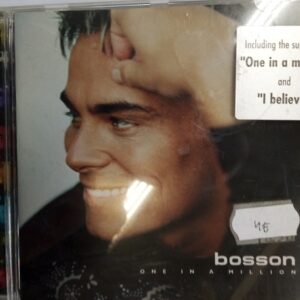 Including the su
"One in a m
and
"I believ
bosson
ONE IN A MILLION